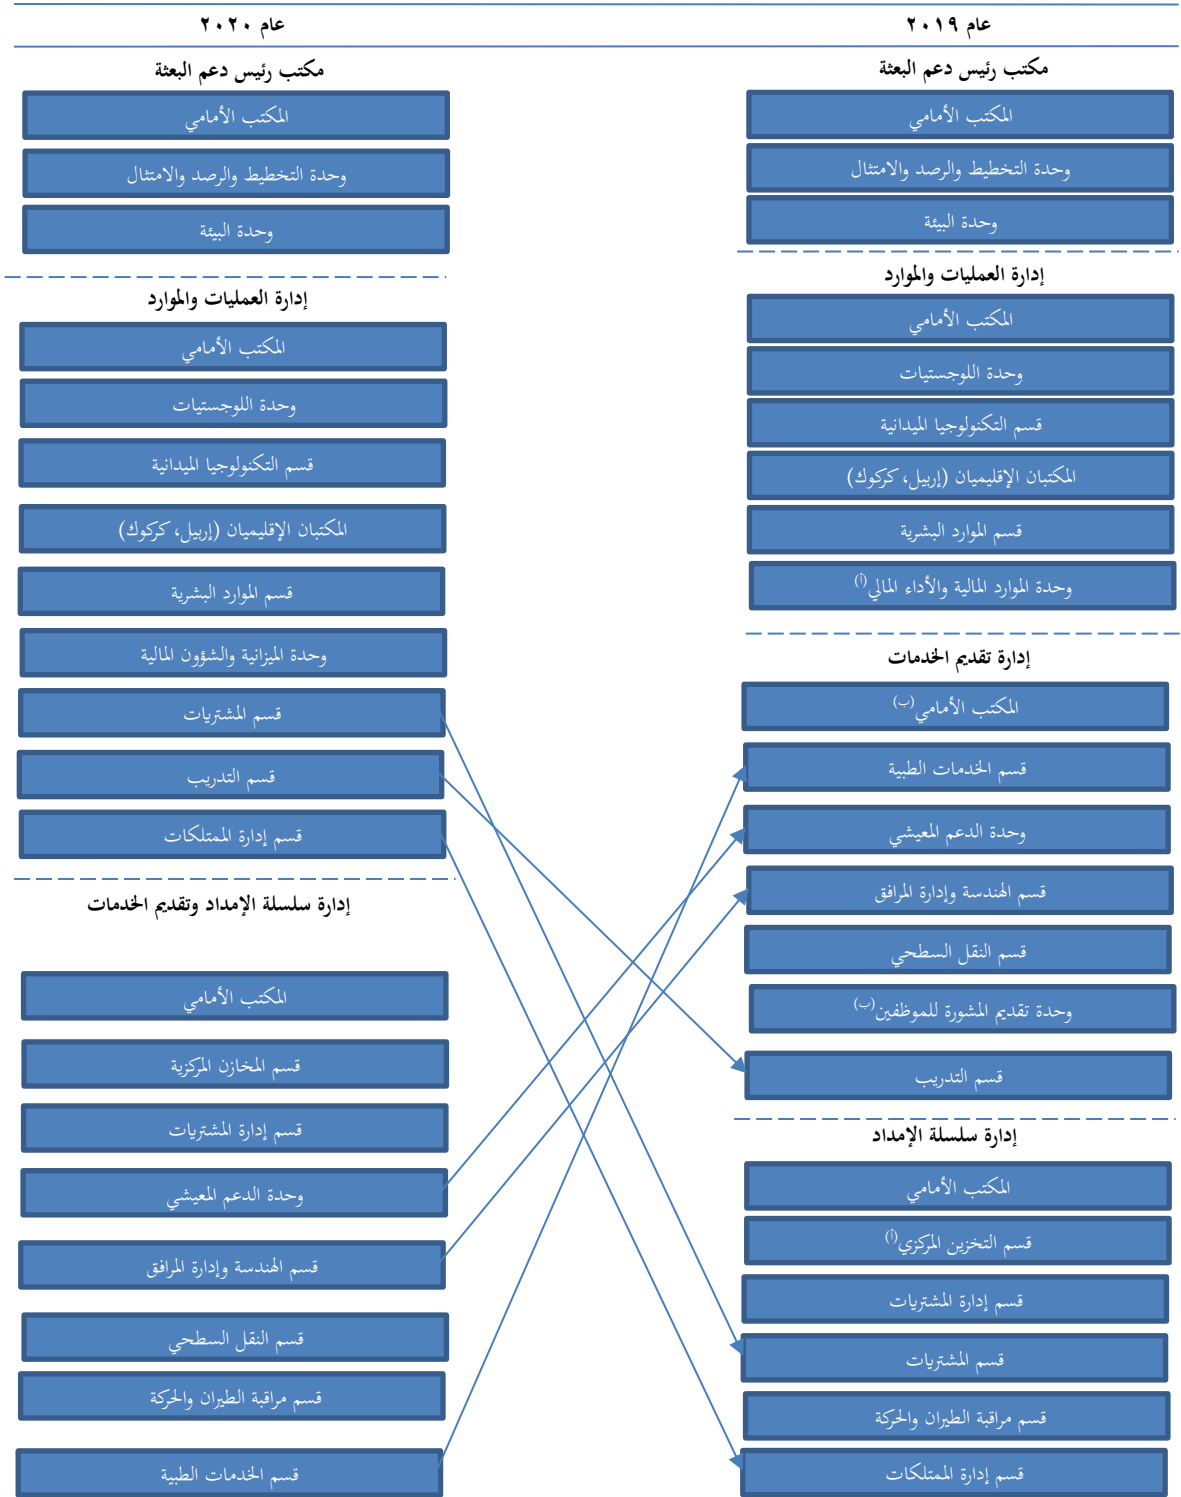 عام ٢٠١٩
مكتب رئيس دعم البعثة
المكتب الأمامي
وحدة التخطيط والرصد والامتثال
وحدة البيئة
إدارة العمليات والموارد
المكتب الأمامي
وحدة اللوجستيات
قسم التكنولوجيا الميدانية
المكتبان الإقليميان (إربيل، كركوك)
قسم الموارد البشرية
وحدة الموارد المالية والأداء المالي(أ)
إدارة تقديم الخدمات
المكتب الأمامي(ب)
قسم الخدمات الطبية
وحدة الدعم المعيشي
قسم الهندسة وإدارة المرافق
قسم النقل السطحي
وحدة تقديم المشورة للموظفين(ب)
قسم التدريب
إدارة سلسلة الإمداد
المكتب الأمامي
قسم التخزين المركزي(أ)
قسم إدارة المشتريات
قسم المشتريات
قسم مراقبة الطيران والحركة
قسم إدارة الممتلكات
عام ٢٠٢٠
مكتب رئيس دعم البعثة
المكتب الأمامي
وحدة التخطيط والرصد والامتثال
وحدة البيئة
إدارة العمليات والموارد
المكتب الأمامي
وحدة اللوجستيات
قسم التكنولوجيا الميدانية
المكتبان الإقليميان (إربيل، كركوك)
قسم الموارد البشرية
وحدة الميزانية والشؤون المالية
قسم المشتريات
قسم التدريب
قسم إدارة الممتلكات
إدارة سلسلة الإمداد وتقديم الخدمات
المكتب الأمامي
قسم المخازن المركزية
قسم إدارة المشتريات
وحدة الدعم المعيشي
قسم الهندسة وإدارة المرافق
قسم النقل السطحي
قسم مراقبة الطيران والحركة
قسم الخدمات الطبية